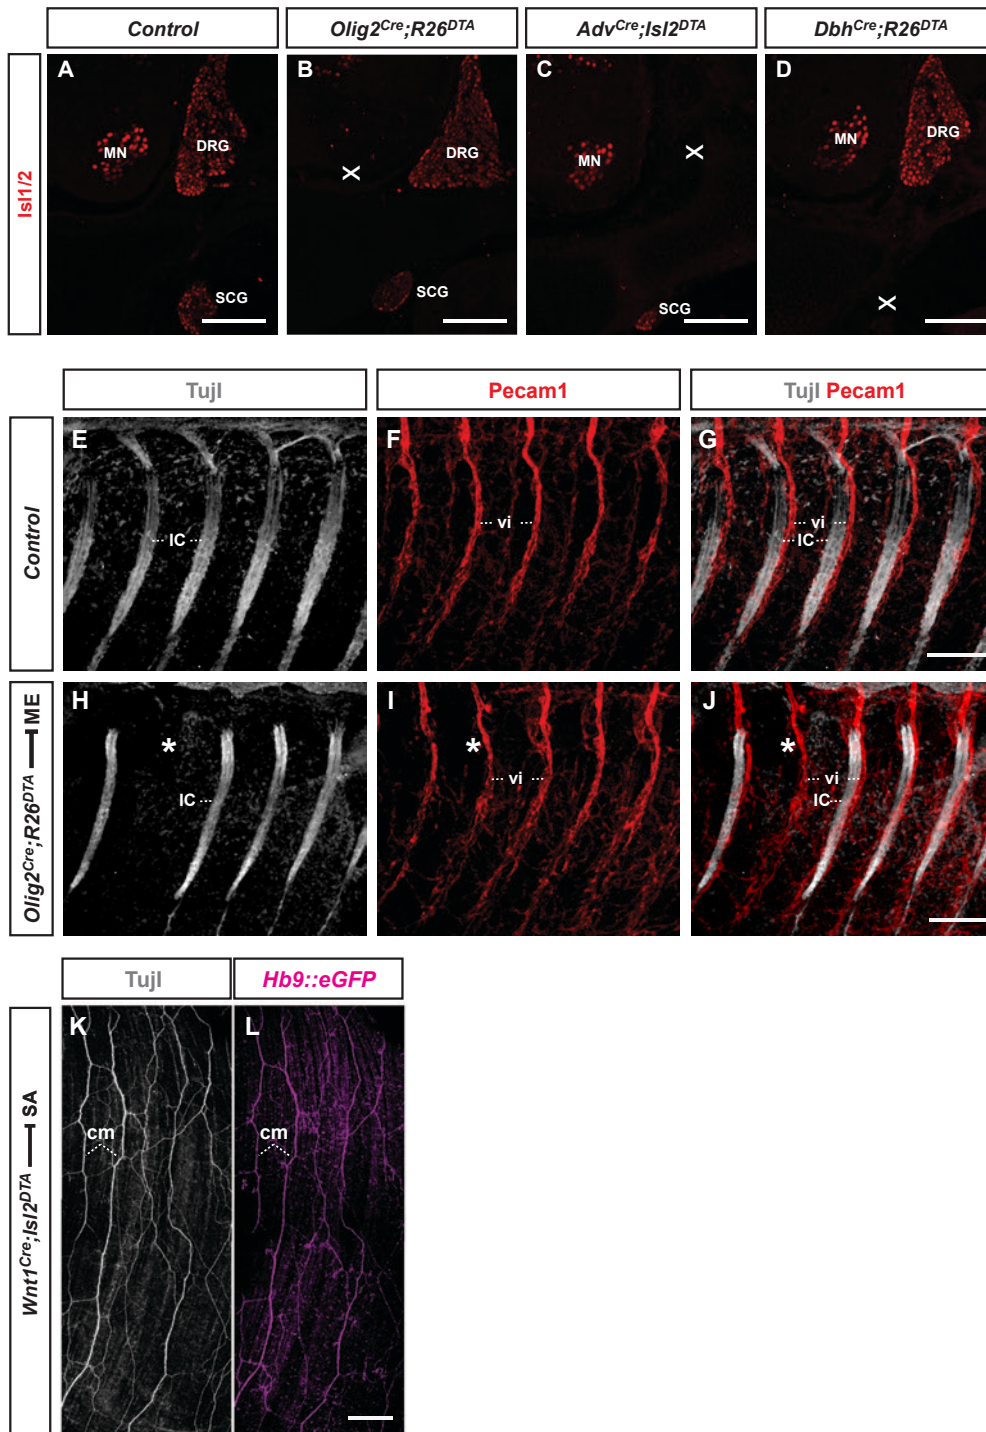 Control
Olig2Cre;R26DTA
AdvCre;Isl2DTA
DbhCre;R26DTA
Isl1/2
A
MN
DRG
SCG
B
X
DRG
SCG
C
MN
X
SCG
D
MN
DRG
X
TujI
Pecam1
TujI Pecam1
Control
E
IC
F
vi
G
vi
IC
Olig2Cre;R26DTA ME
H
*
IC
I
*
vi
J
*
vi
IC
TujI
Hb9::eGFP
Wnt1Cre;Isl2DTA SA
K
cm
L
cm